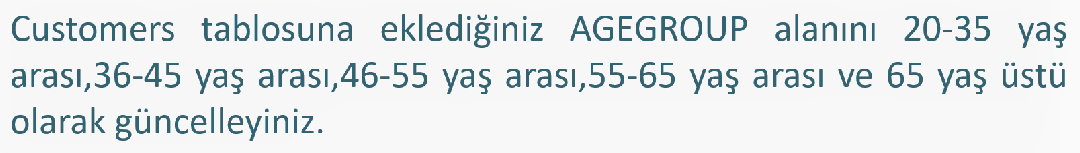 Customers tablosuna eklediğiniz AGEGROUP alanını 20-35 yaş
arası,36-45 yaş arası,46-55 yaş arası,55-65 yaş arası ve 65 yaş üstü
olarak güncelleyiniz.